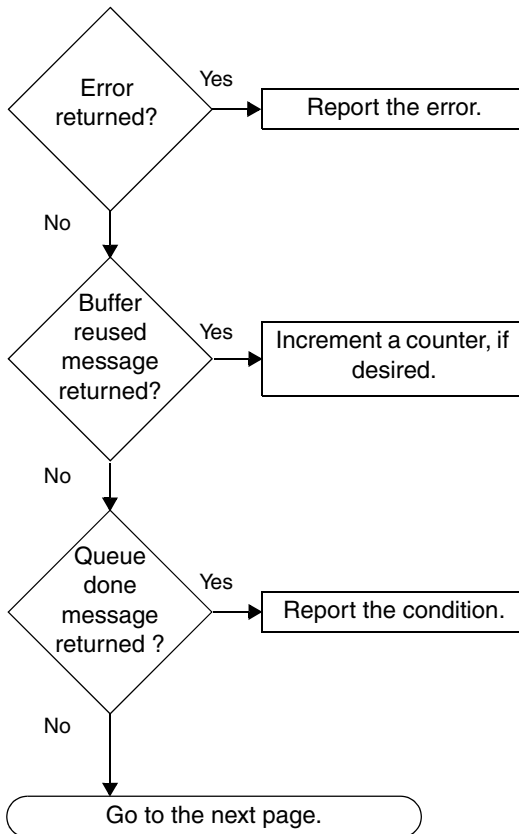 Error
returned?
Yes
Report the error.
No
Buffer
reused
message
returned?
Yes
Increment a counter, if
desired.
No
Queue
done
message
returned ?
Yes
Report the condition.
No
Go to the next page.